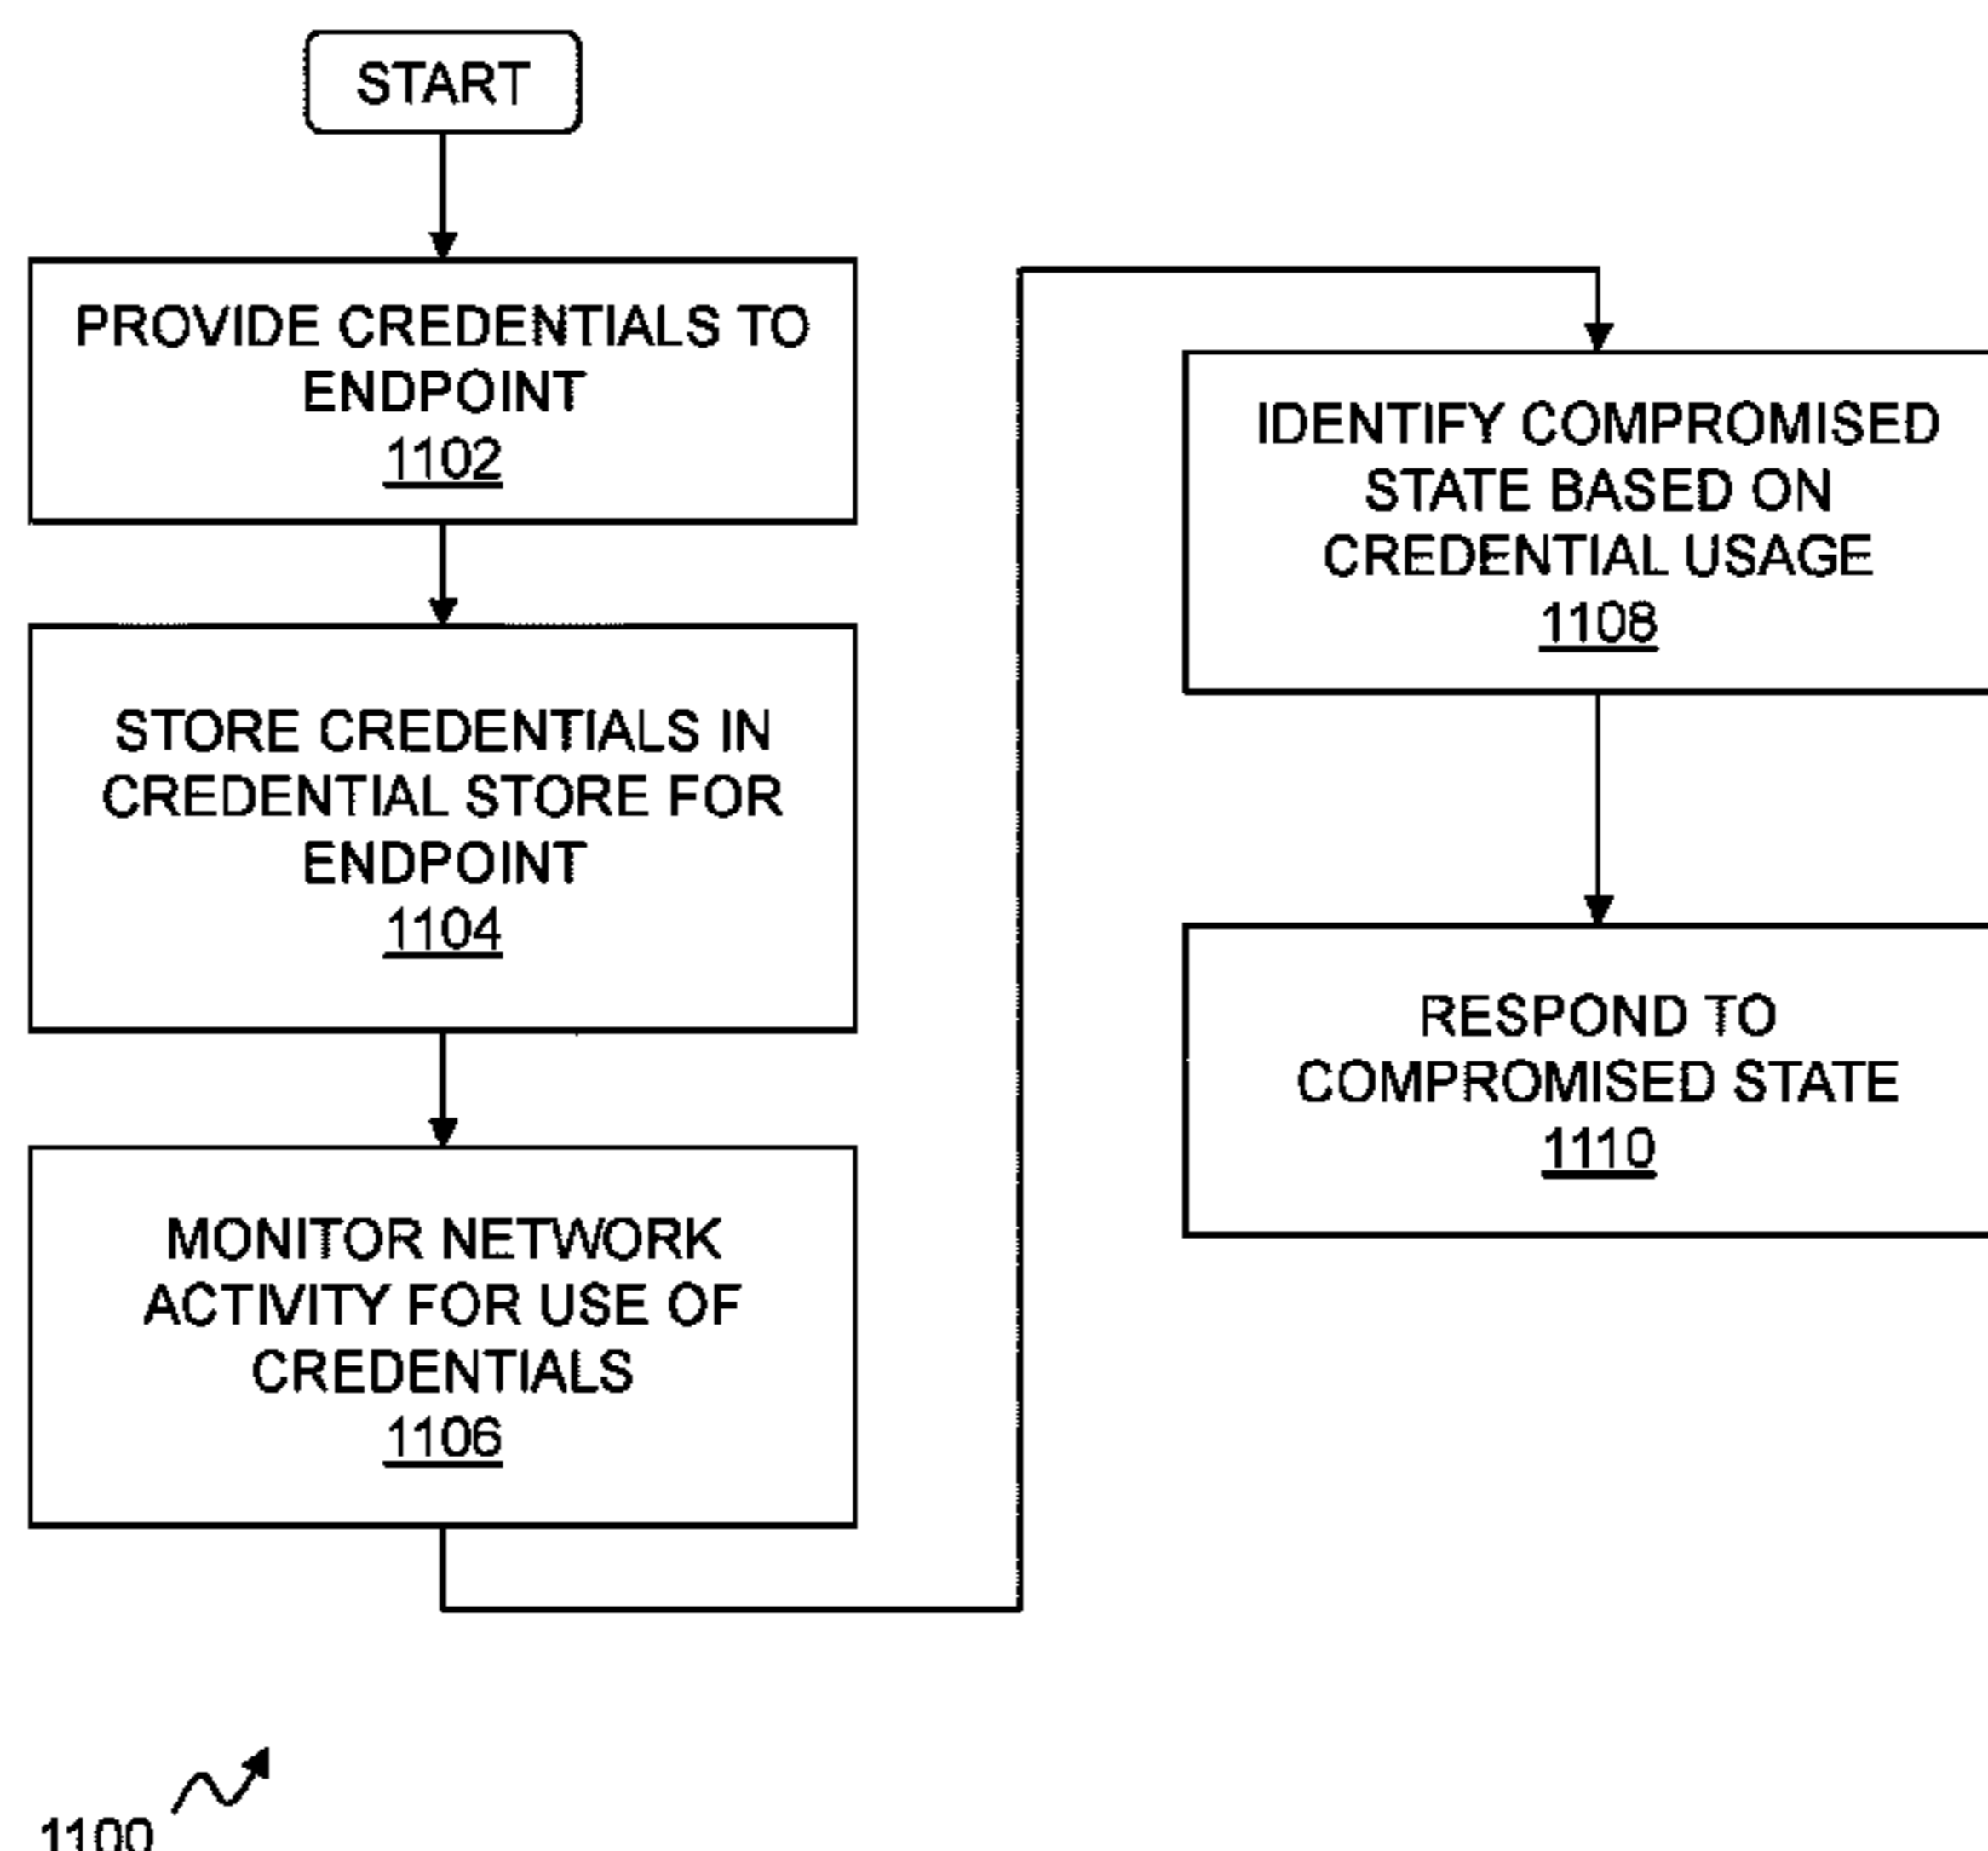 START
PROVIDE CREDENTIALS TO
ENDPOINT
1102
STORE CREDENTIALS IN
CREDENTIAL STORE FOR
ENDPOINT
1104
MONITOR NETWORK
ACTIVITY FOR USE OF
CREDENTIALS
1106
IDENTIFY COMPROMISED
STATE BASED ON
CREDENTIAL USAGE
1108
RESPOND TO
COMPROMISED STATE
1110
1100